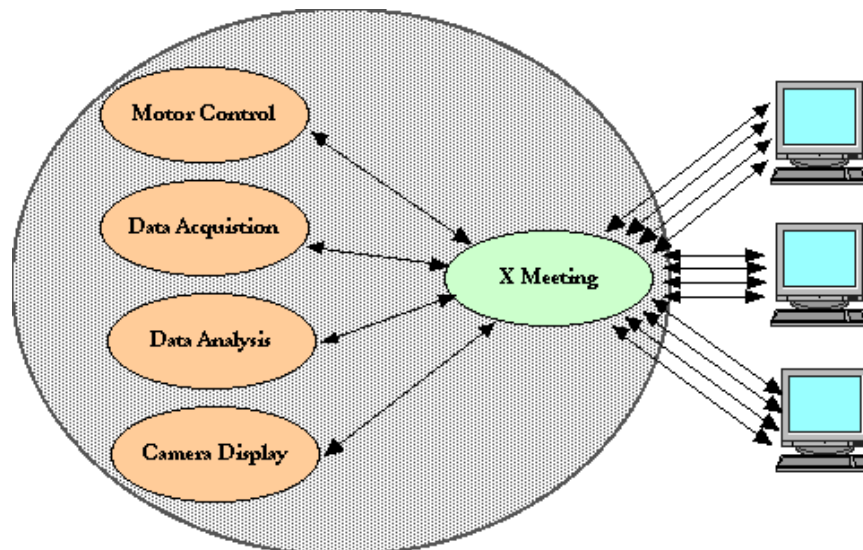 Motor Control
Data Acquistion
X Meeting
Data Analysis
Camera Display